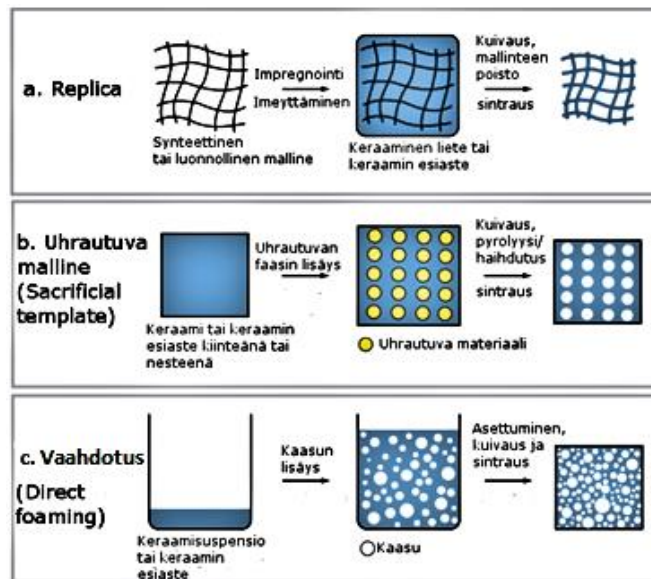 a. Replica
Synteettinen
tai luonnollinen malline
Impregnointi
Imeyttäminen
Keraaminen liete tai
keraamin esiaste
Kuivaus,
mallinteen
poisto
sintraus
b. Uhrautuva
malline
(Sacrificial
template)
Keraami tai keraamin
esiaste kiinteänä tai
nesteenä
Uhrautuvan
faasin lisäys
Uhrautuva materiaali
Kuivaus,
pyrolyysi/
haihdutus
sintraus
c. Vaahdotus
(Direct
foaming)
Keraamisuspensio
tai keraamin
esiaste
Kaasun
lisäys
Kaasu
Asettuminen,
kuivaus ja
sintraus